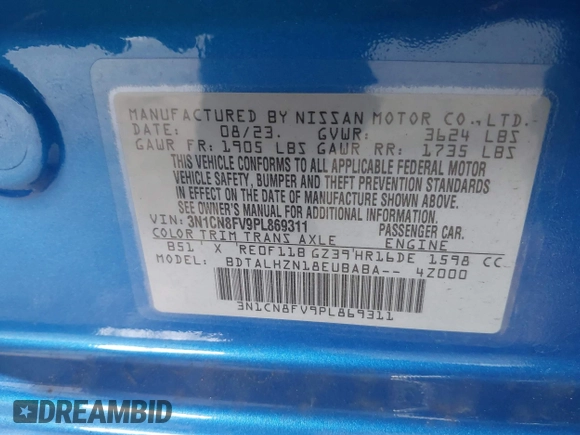 MANUFACTURED BY NISSAN MOTOR CO.,LTD.
DATE: 08/23. GVWR: 3624 LBS
GAWR FR: 1905 LBS GAWR RR: 1735 LBS
THIS VEHICLE CONFORMS TO ALL APPLICABLE FEDERAL MOTOR
VEHICLE SAFETY, BUMPER AND THEFT PREVENTION STANDARDS
IN EFFECT ON THE DATE OF MANUFACTURE SHOWN ABOVE.
SEE OWNER'S MANUAL FOR ADDITIONAL INFORMATION.
VIN: 3N1CN8FV9PL869311 PASSENGER CAR.
COLOR TRIM TRANS AXLE ENGINE
B51 X RE0F11B GZ39 HR16DE 1598 CC
BDTALHZN18EUBABA-- 4Z000
3N1CN8FV9PL869311
DREAMBID